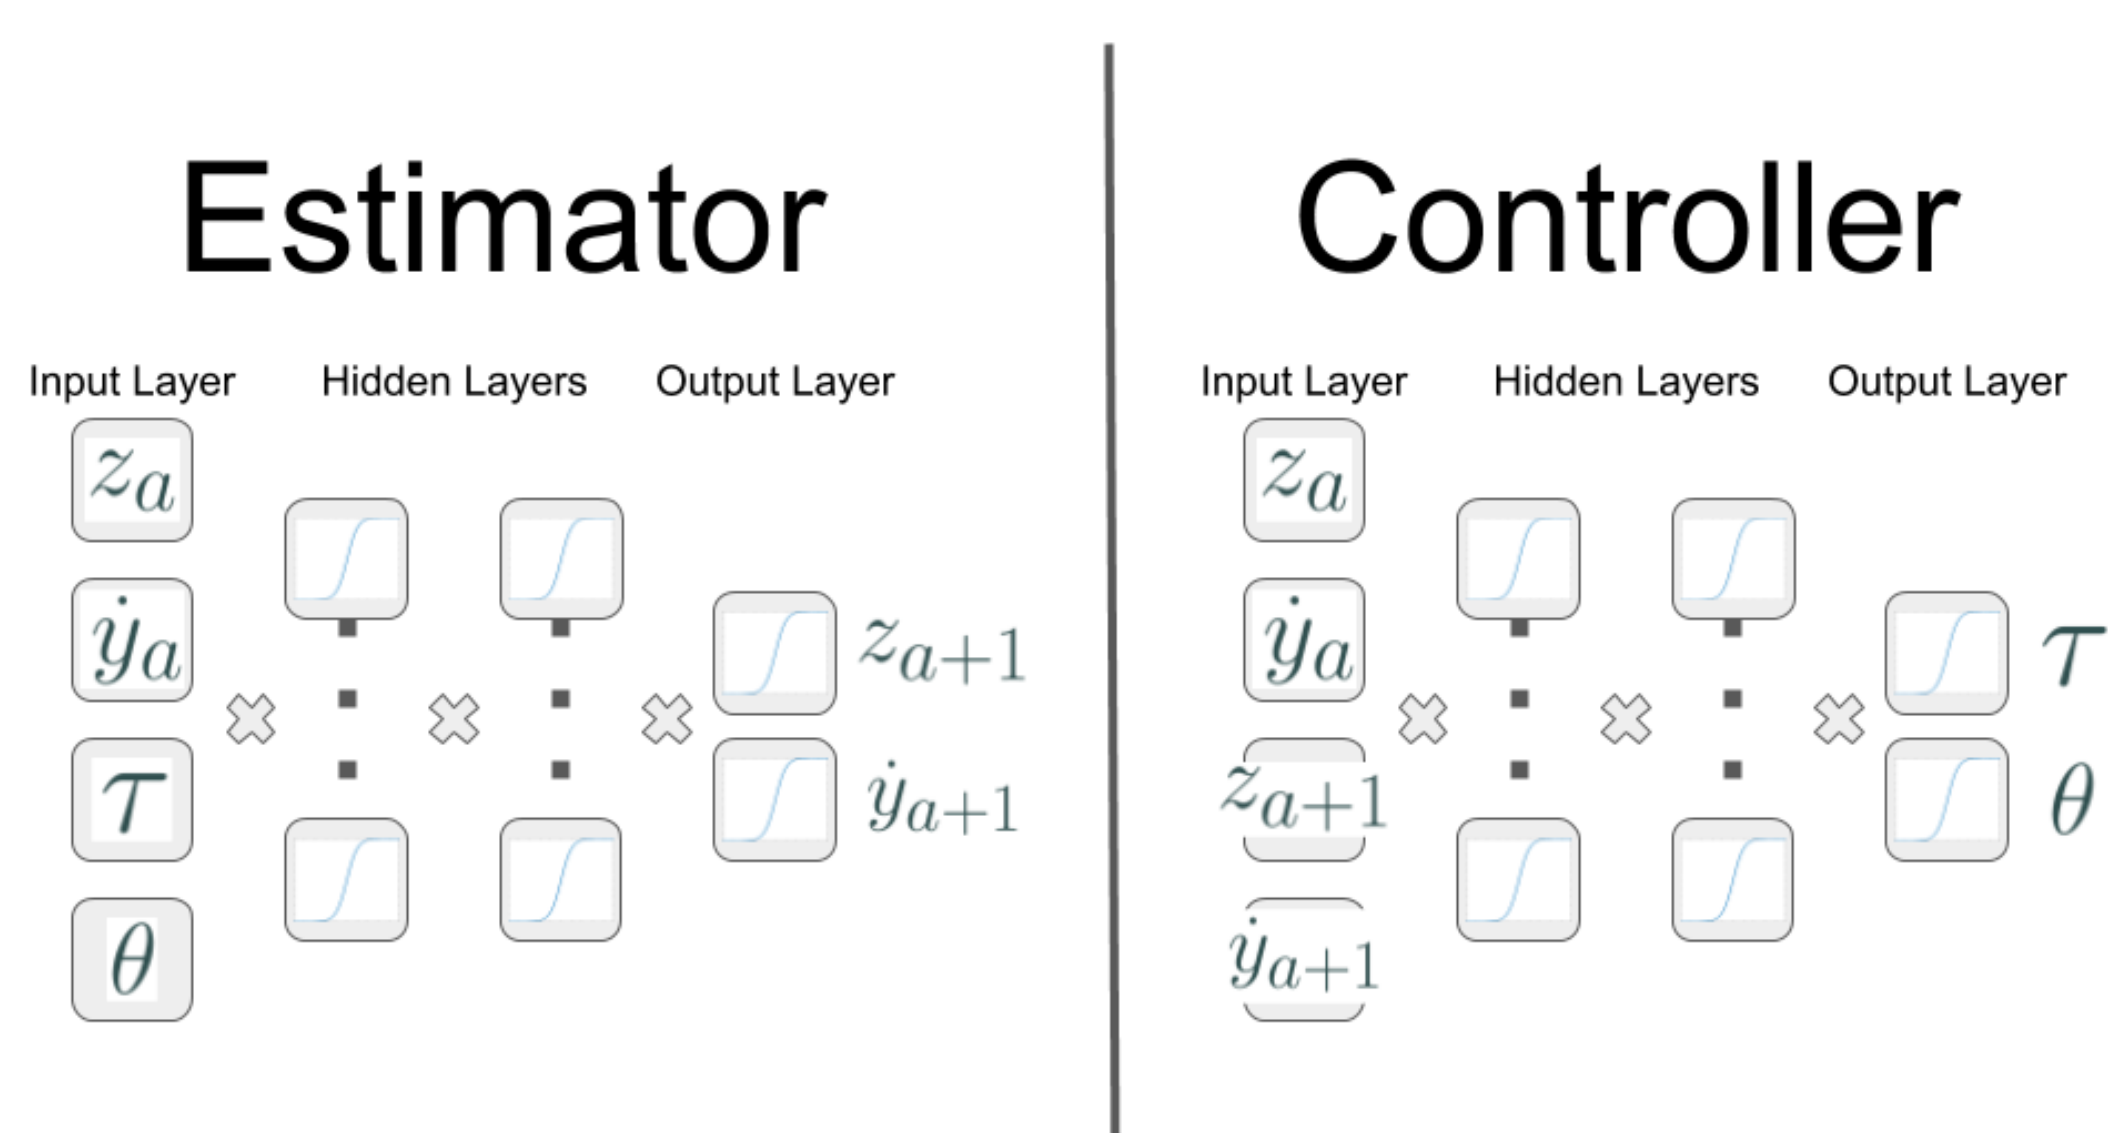 Estimator
Input Layer Hidden Layers Output Layer
z_a
ẏ_a
τ
θ
z_{a+1}
ẏ_{a+1}
Controller
Input Layer Hidden Layers Output Layer
z_a
ẏ_a
z_{a+1}
ẏ_{a+1}
τ
θ